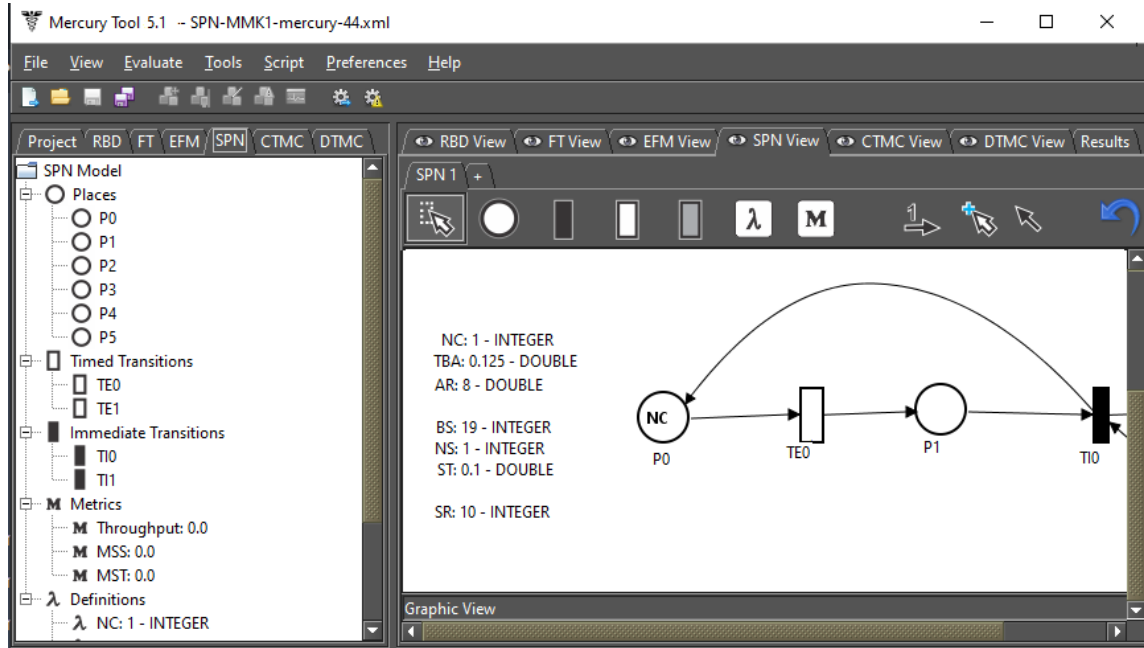 Mercury Tool 5.1 -- SPN-MMK1-mercury-44.xml
File View Evaluate Tools Script Preferences Help
Project RBD FT EFM SPN CTMC DTMC
SPN Model
Places
P0
P1
P2
P3
P4
P5
Timed Transitions
TE0
TE1
Immediate Transitions
TI0
TI1
M Metrics
M Throughput: 0.0
M MSS: 0.0
M MST: 0.0
λ Definitions
λ NC: 1 - INTEGER
RBD View FT View EFM View SPN View CTMC View DTMC View Results
SPN 1 +
λ M 1
NC: 1 - INTEGER
TBA: 0.125 - DOUBLE
AR: 8 - DOUBLE
BS: 19 - INTEGER
NS: 1 - INTEGER
ST: 0.1 - DOUBLE
SR: 10 - INTEGER
NC
P0
TE0
P1
TI0
Graphic View